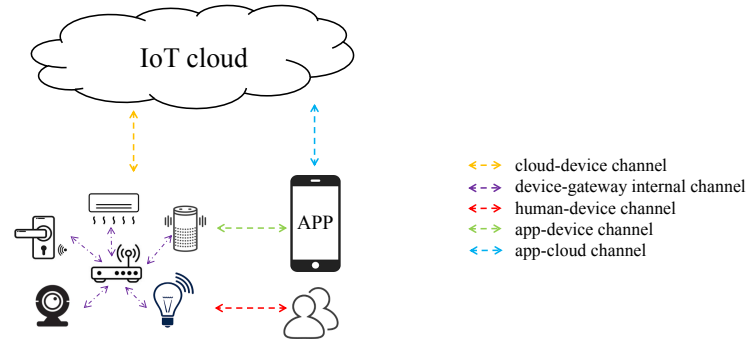 IoT cloud
APP
cloud-device channel
device-gateway internal channel
human-device channel
app-device channel
app-cloud channel